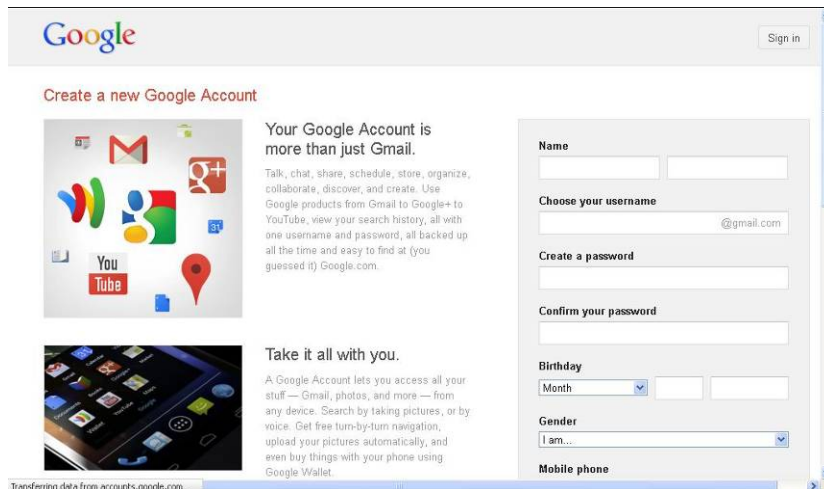 Google
Sign in
Create a new Google Account
Your Google Account is
more than just Gmail.
Talk, chat, share, schedule, store, organize,
collaborate, discover, and create. Use
Google products from Gmail to Google+ to
YouTube, view your search history, all with
one username and password, all backed up
all the time and easy to find at (you
guessed it) Google.com.
You
Tube
g+
31
Take it all with you.
A Google Account lets you access all your
stuff — Gmail, photos, and more — from
any device. Search by taking pictures, or by
voice. Get free turn-by-turn navigation,
upload your pictures automatically, and
even buy things with your phone using
Google Wallet.
Name
Choose your username
@gmail.com
Create a password
Confirm your password
Birthday
Month
Gender
I am...
Mobile phone
Transferring data from accounts.google.com